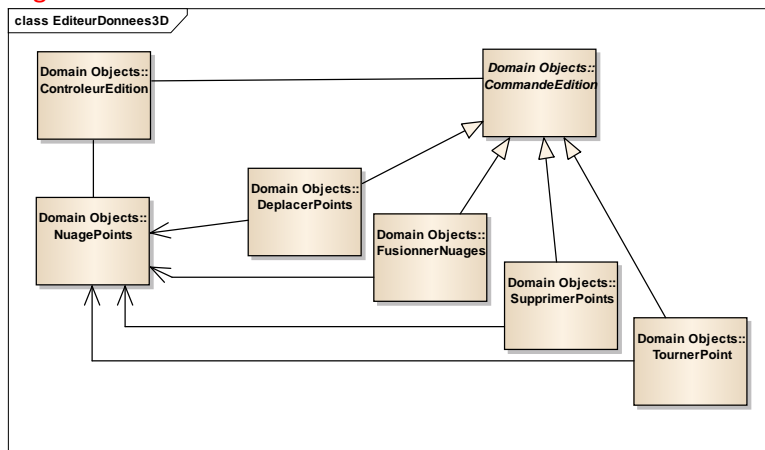 class EditeurDonnees3D
Domain Objects::
ControleurEdition
Domain Objects::
CommandeEdition
Domain Objects::
NuagePoints
Domain Objects::
DeplacerPoints
Domain Objects::
FusionnerNuages
Domain Objects::
SupprimerPoints
Domain Objects::
TournerPoint